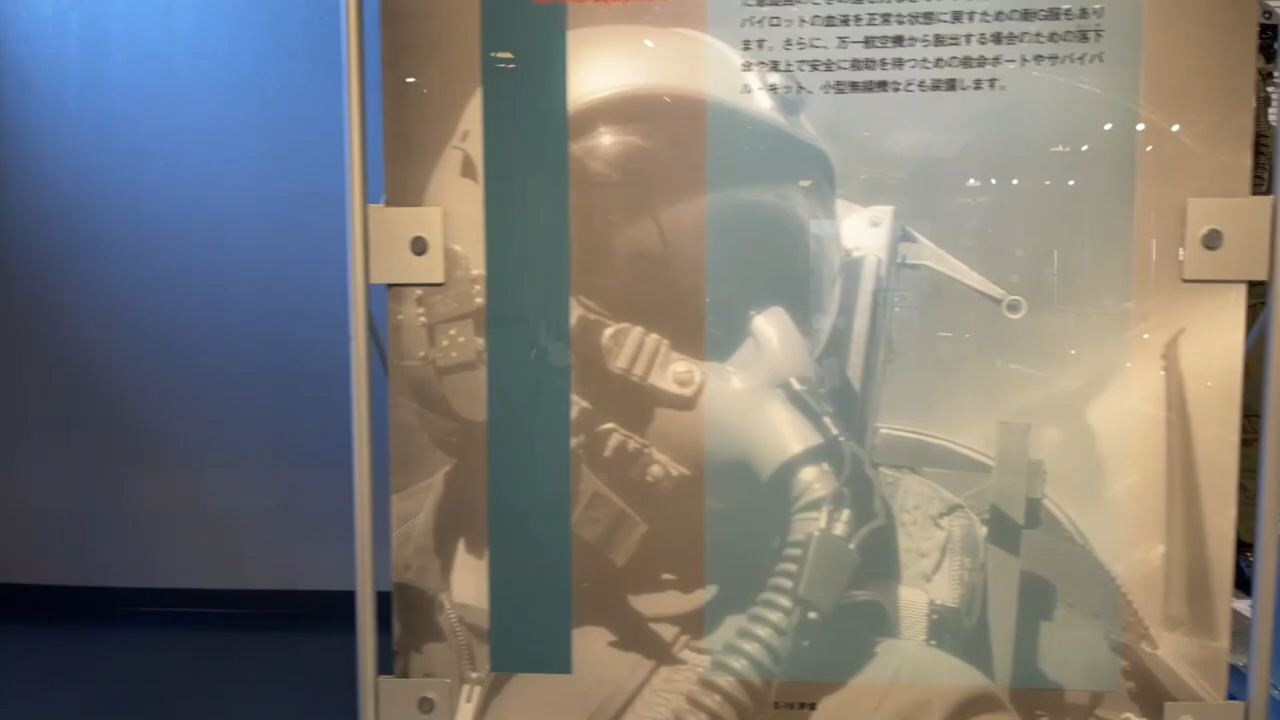 パイロットの血液を正常な状態に戻すための耐G服もあり
ます。さらに、万一航空機から脱出する場合のための落下
傘や海上で安全に救助を待つための救命ボートやサバイバ
ル・キット、小型無線機なども装備します。